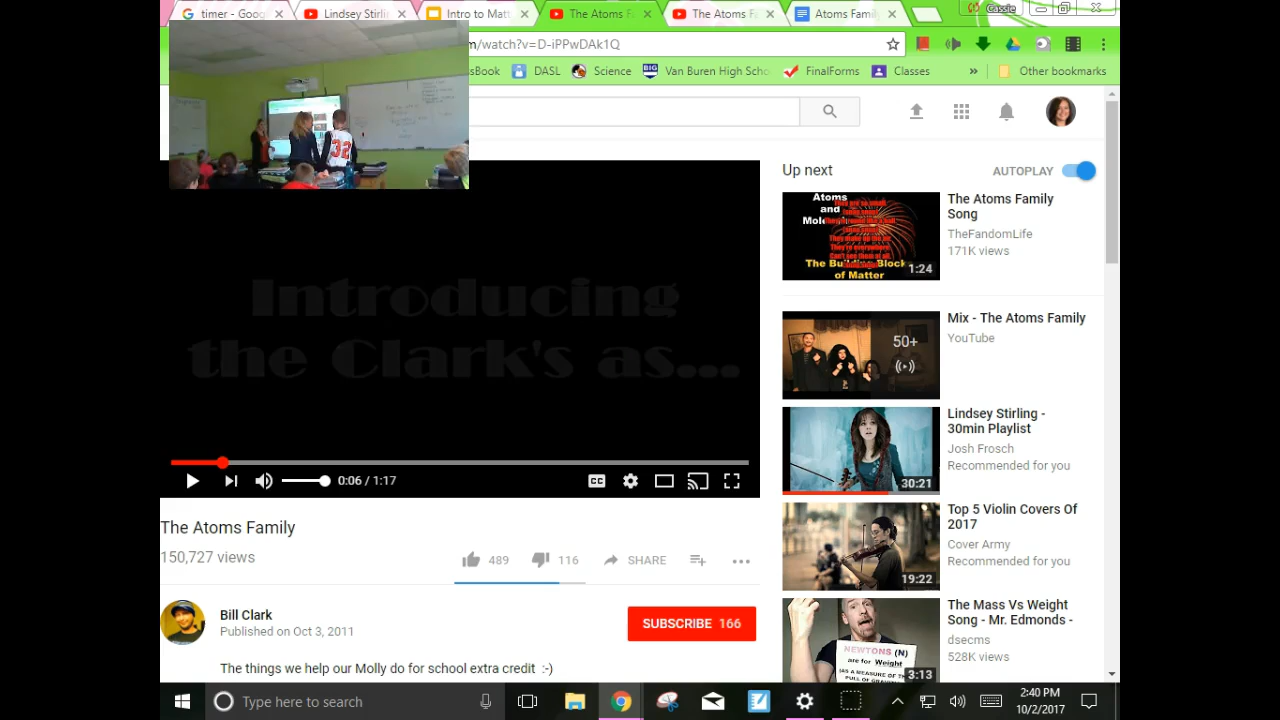 timer - Goog
Lindsey Stirlin
Intro to Matt
The Atoms F
The Atoms Fa
Atoms Family
Cassie
m/watch?v=D-iPPwDAk1Q
sBook
DASL
Science
BIG
Van Buren High Scho
FinalForms
Classes
»
Other bookmarks
32
Introducing
the Clark's as...
0:06 / 1:17
CC
The Atoms Family
150,727 views
489
116
SHARE
Bill Clark
Published on Oct 3, 2011
SUBSCRIBE 166
The things we help our Molly do for school extra credit :-)
Up next
AUTOPLAY
Atoms
and
The Building Block
of Matter
1:24
The Atoms Family
Song
TheFandomLife
171K views
50+
Mix - The Atoms Family
YouTube
30:21
Lindsey Stirling -
30min Playlist
Josh Frosch
Recommended for you
19:22
Top 5 Violin Covers Of
2017
Cover Army
Recommended for you
NEWTONS (N)
are for Weight
3:13
The Mass Vs Weight
Song - Mr. Edmonds -
dsecms
528K views
Type here to search
2:40 PM
10/2/2017